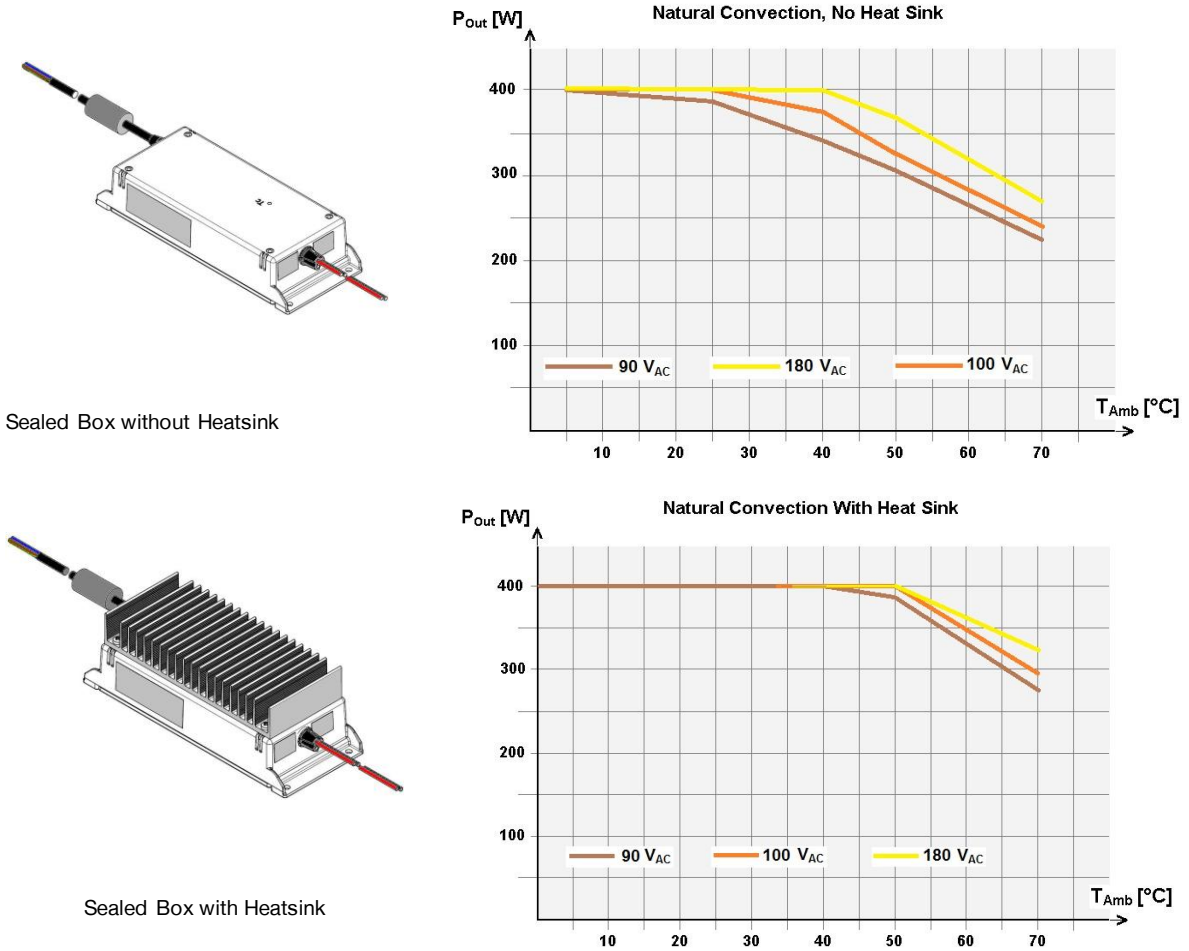 Natural Convection, No Heat Sink
P_Out [W]
400
300
200
100
90 V_AC
180 V_AC
100 V_AC
T_Amb [°C]
10 20 30 40 50 60 70
Tc
Sealed Box without Heatsink
Natural Convection With Heat Sink
P_Out [W]
400
300
200
100
90 V_AC
100 V_AC
180 V_AC
T_Amb [°C]
10 20 30 40 50 60 70
Sealed Box with Heatsink